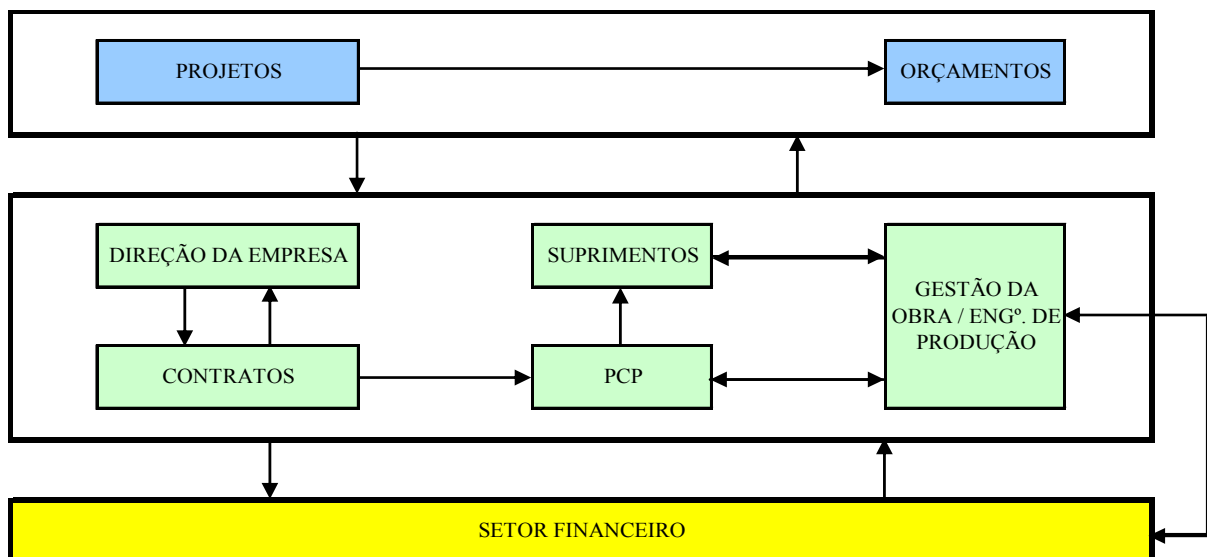 PROJETOS
ORÇAMENTOS
DIREÇÃO DA EMPRESA
SUPRIMENTOS
GESTÃO DA
OBRA / ENGº. DE
PRODUÇÃO
CONTRATOS
PCP
SETOR FINANCEIRO